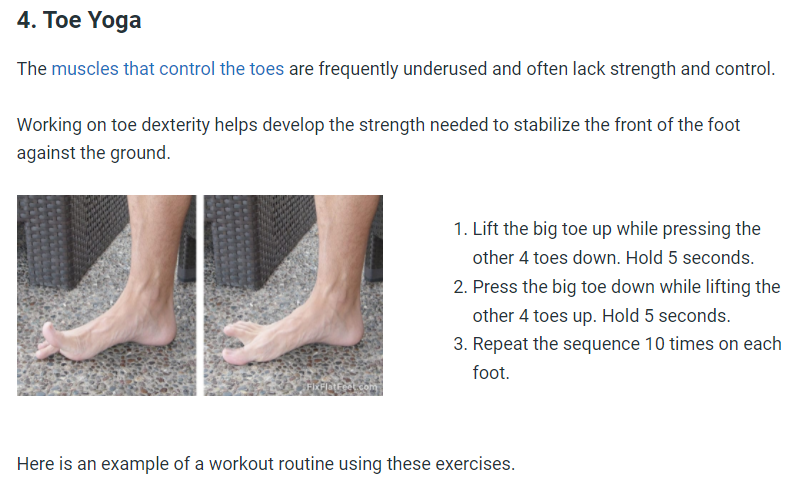 4. Toe Yoga
The muscles that control the toes are frequently underused and often lack strength and control.
Working on toe dexterity helps develop the strength needed to stabilize the front of the foot
against the ground.
1. Lift the big toe up while pressing the
other 4 toes down. Hold 5 seconds.
2. Press the big toe down while lifting the
other 4 toes up. Hold 5 seconds.
3. Repeat the sequence 10 times on each
foot.
FixFlatFeet.com
Here is an example of a workout routine using these exercises.